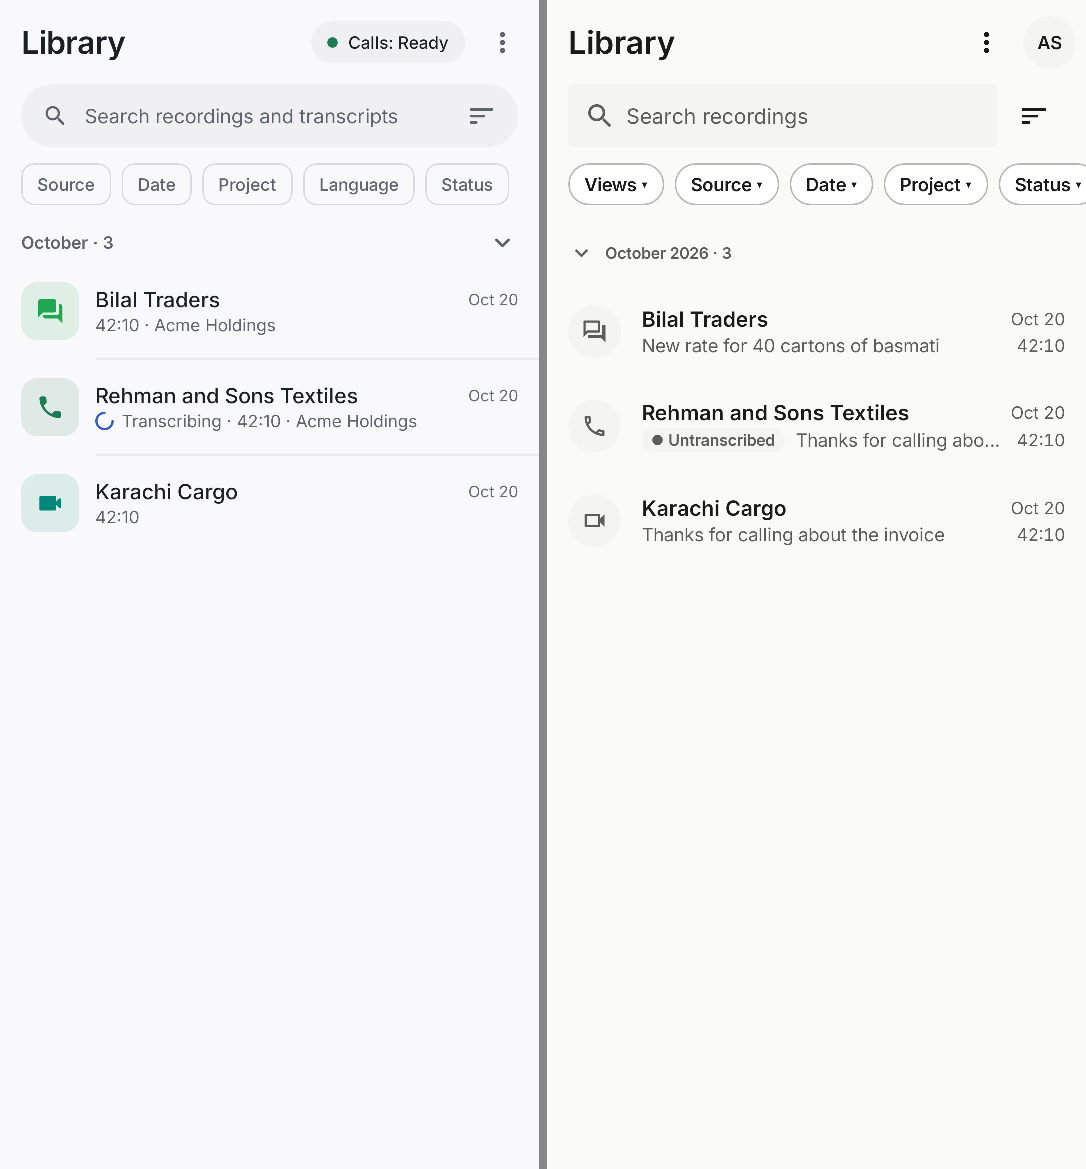 Library
Calls: Ready
Search recordings and transcripts
Source
Date
Project
Language
Status
October · 3
Bilal Traders
Oct 20
42:10 · Acme Holdings
Rehman and Sons Textiles
Oct 20
Transcribing · 42:10 · Acme Holdings
Karachi Cargo
Oct 20
42:10
Library
AS
Search recordings
Views ▾
Source ▾
Date ▾
Project ▾
Status ▾
October 2026 · 3
Bilal Traders
Oct 20
New rate for 40 cartons of basmati
42:10
Rehman and Sons Textiles
Oct 20
Untranscribed
Thanks for calling abo...
42:10
Karachi Cargo
Oct 20
Thanks for calling about the invoice
42:10